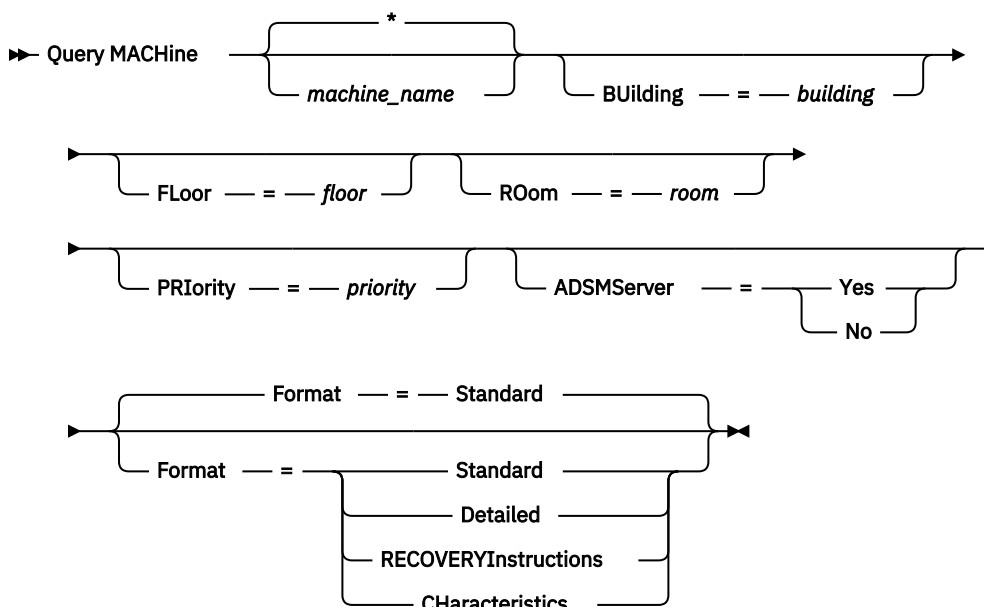 *
Query MACHine
machine_name
BUilding = building
FLoor = floor
ROom = room
PRIority = priority
ADSMServer = Yes
No
Format = Standard
Format = Standard
Detailed
RECOVERYInstructions
CHaracteristics